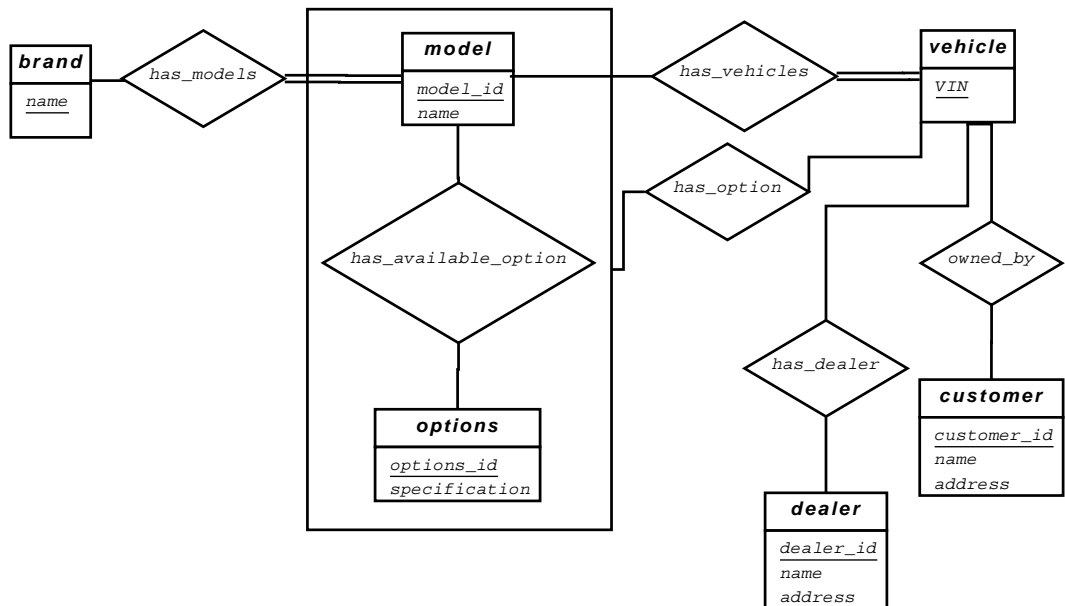 brand
name
has_models
model
model_id
name
has_vehicles
vehicle
VIN
has_option
has_available_option
owned_by
has_dealer
options
options_id
specification
customer
customer_id
name
address
dealer
dealer_id
name
address